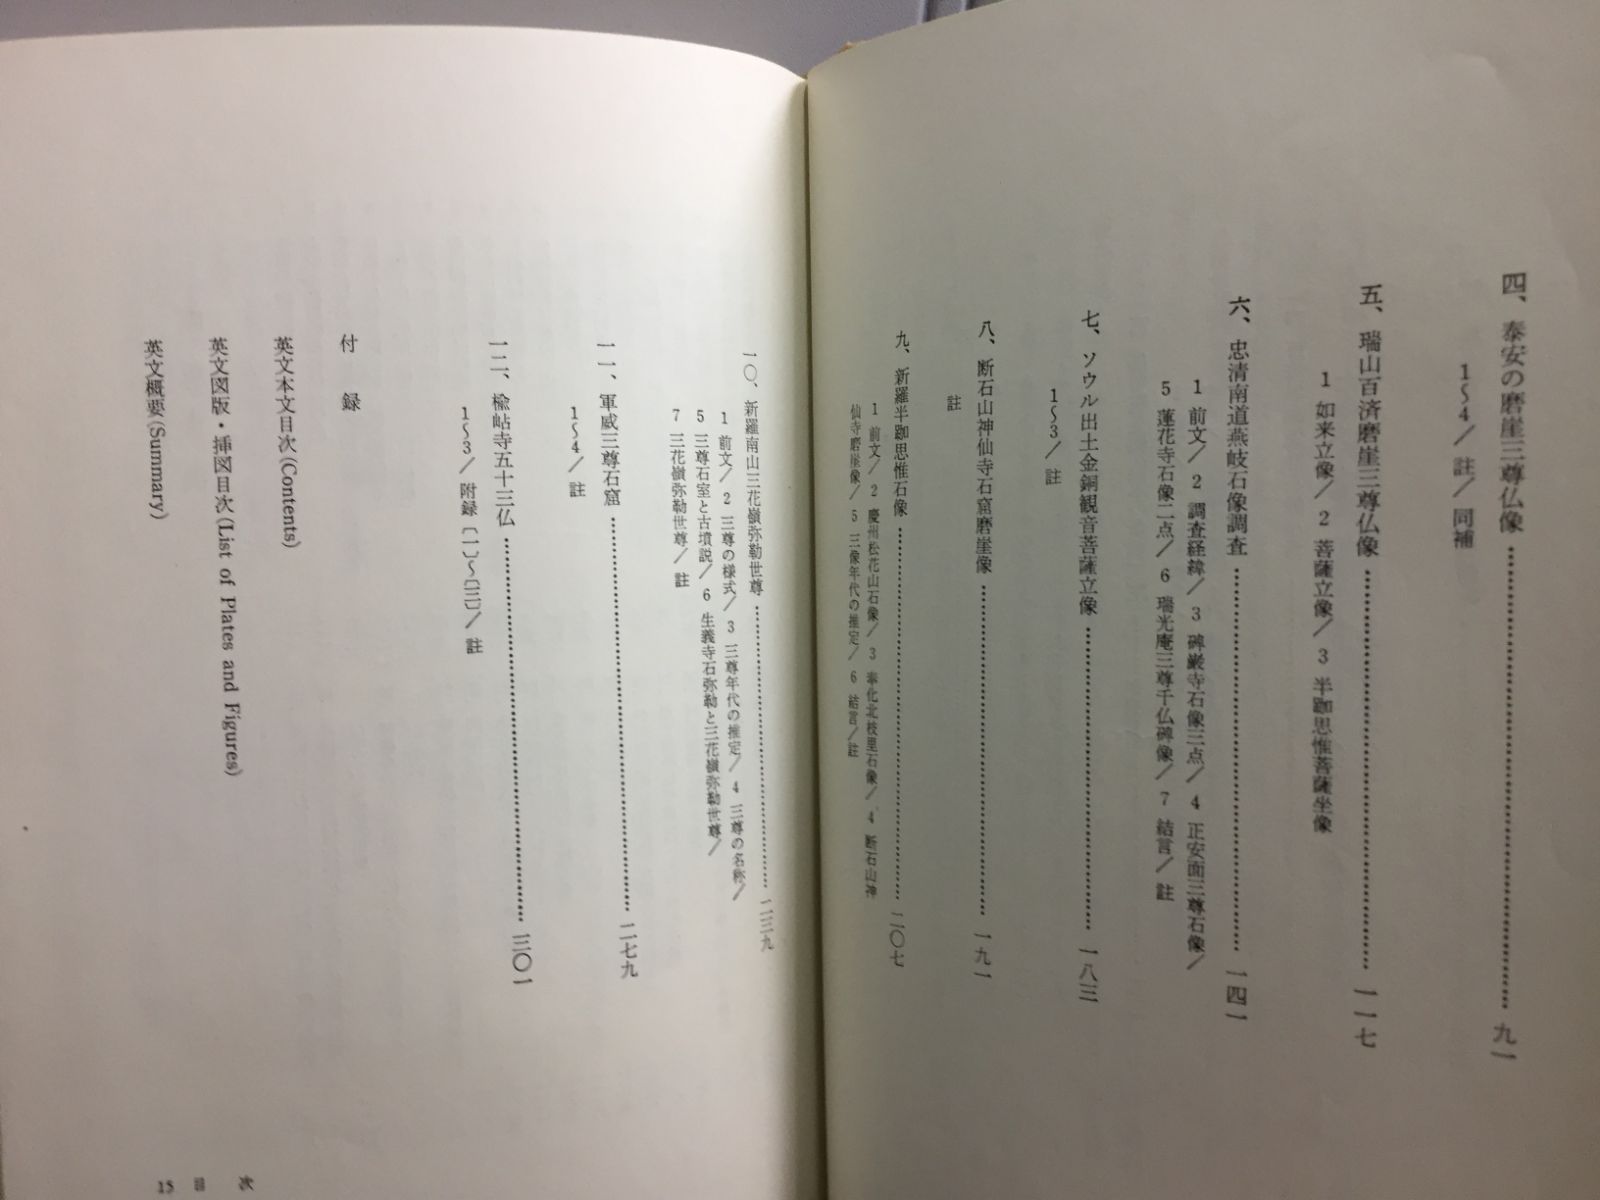 四、泰安の磨崖三尊仏像…………九一
1〜4／註／同補
五、瑞山百済磨崖三尊仏像…………一一七
1 如来立像／2 菩薩立像／3 半跏思惟菩薩坐像
六、忠清南道燕岐石像調査…………一四一
1 前文／2 調査経緯／3 碑巌寺石像三点／4 正安面三尊石像／
5 蓮花寺石像二点／6 瑞光庵三尊千仏碑像／7 結言／註
七、ソウル出土金銅観音菩薩立像…………一八三
1〜3／註
八、断石山神仙寺石窟磨崖像…………一九一
註
九、新羅半跏思惟石像…………二〇七
1 前文／2 慶州松花山石像／3 奉化北枝里石像／4 断石山神
仙寺磨崖像／5 三像年代の推定／6 結言／註
一〇、新羅南山三花嶺弥勒世尊…………二三九
1 前文／2 三尊の様式／3 三尊年代の推定／4 三尊の名称／
5 三尊石室と古墳説／6 生義寺石弥勒と三花嶺弥勒世尊／
7 三花嶺弥勒世尊／註
一一、軍威三尊石窟…………二七九
1〜4／註
一二、楡岾寺五十三仏…………三〇一
1〜3／附録〔一〕〜〔三〕／註
付録
英文本文目次(Contents)
英文図版・挿図目次(List of Plates and Figures)
英文概要(Summary)
15 目次